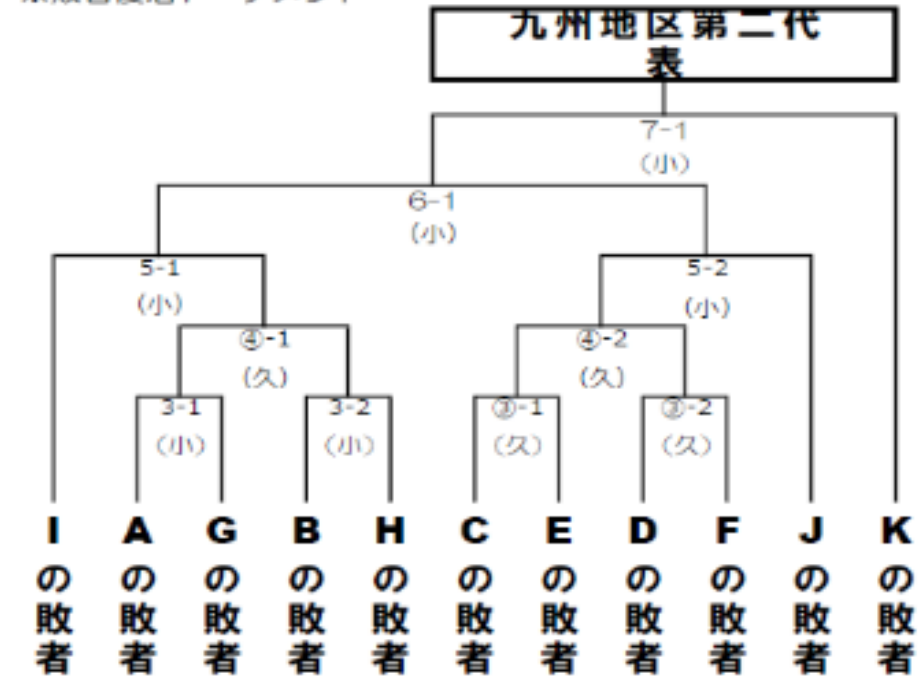 九州地区第二代
表
7-1
(小)
6-1
(小)
5-1
(小)
5-2
(小)
④-1
(久)
④-2
(久)
3-1
(小)
3-2
(小)
③-1
(久)
③-2
(久)
I A G B H C E D F J K
の の の の の の の の の の の
敗 敗 敗 敗 敗 敗 敗 敗 敗 敗 敗
者 者 者 者 者 者 者 者 者 者 者